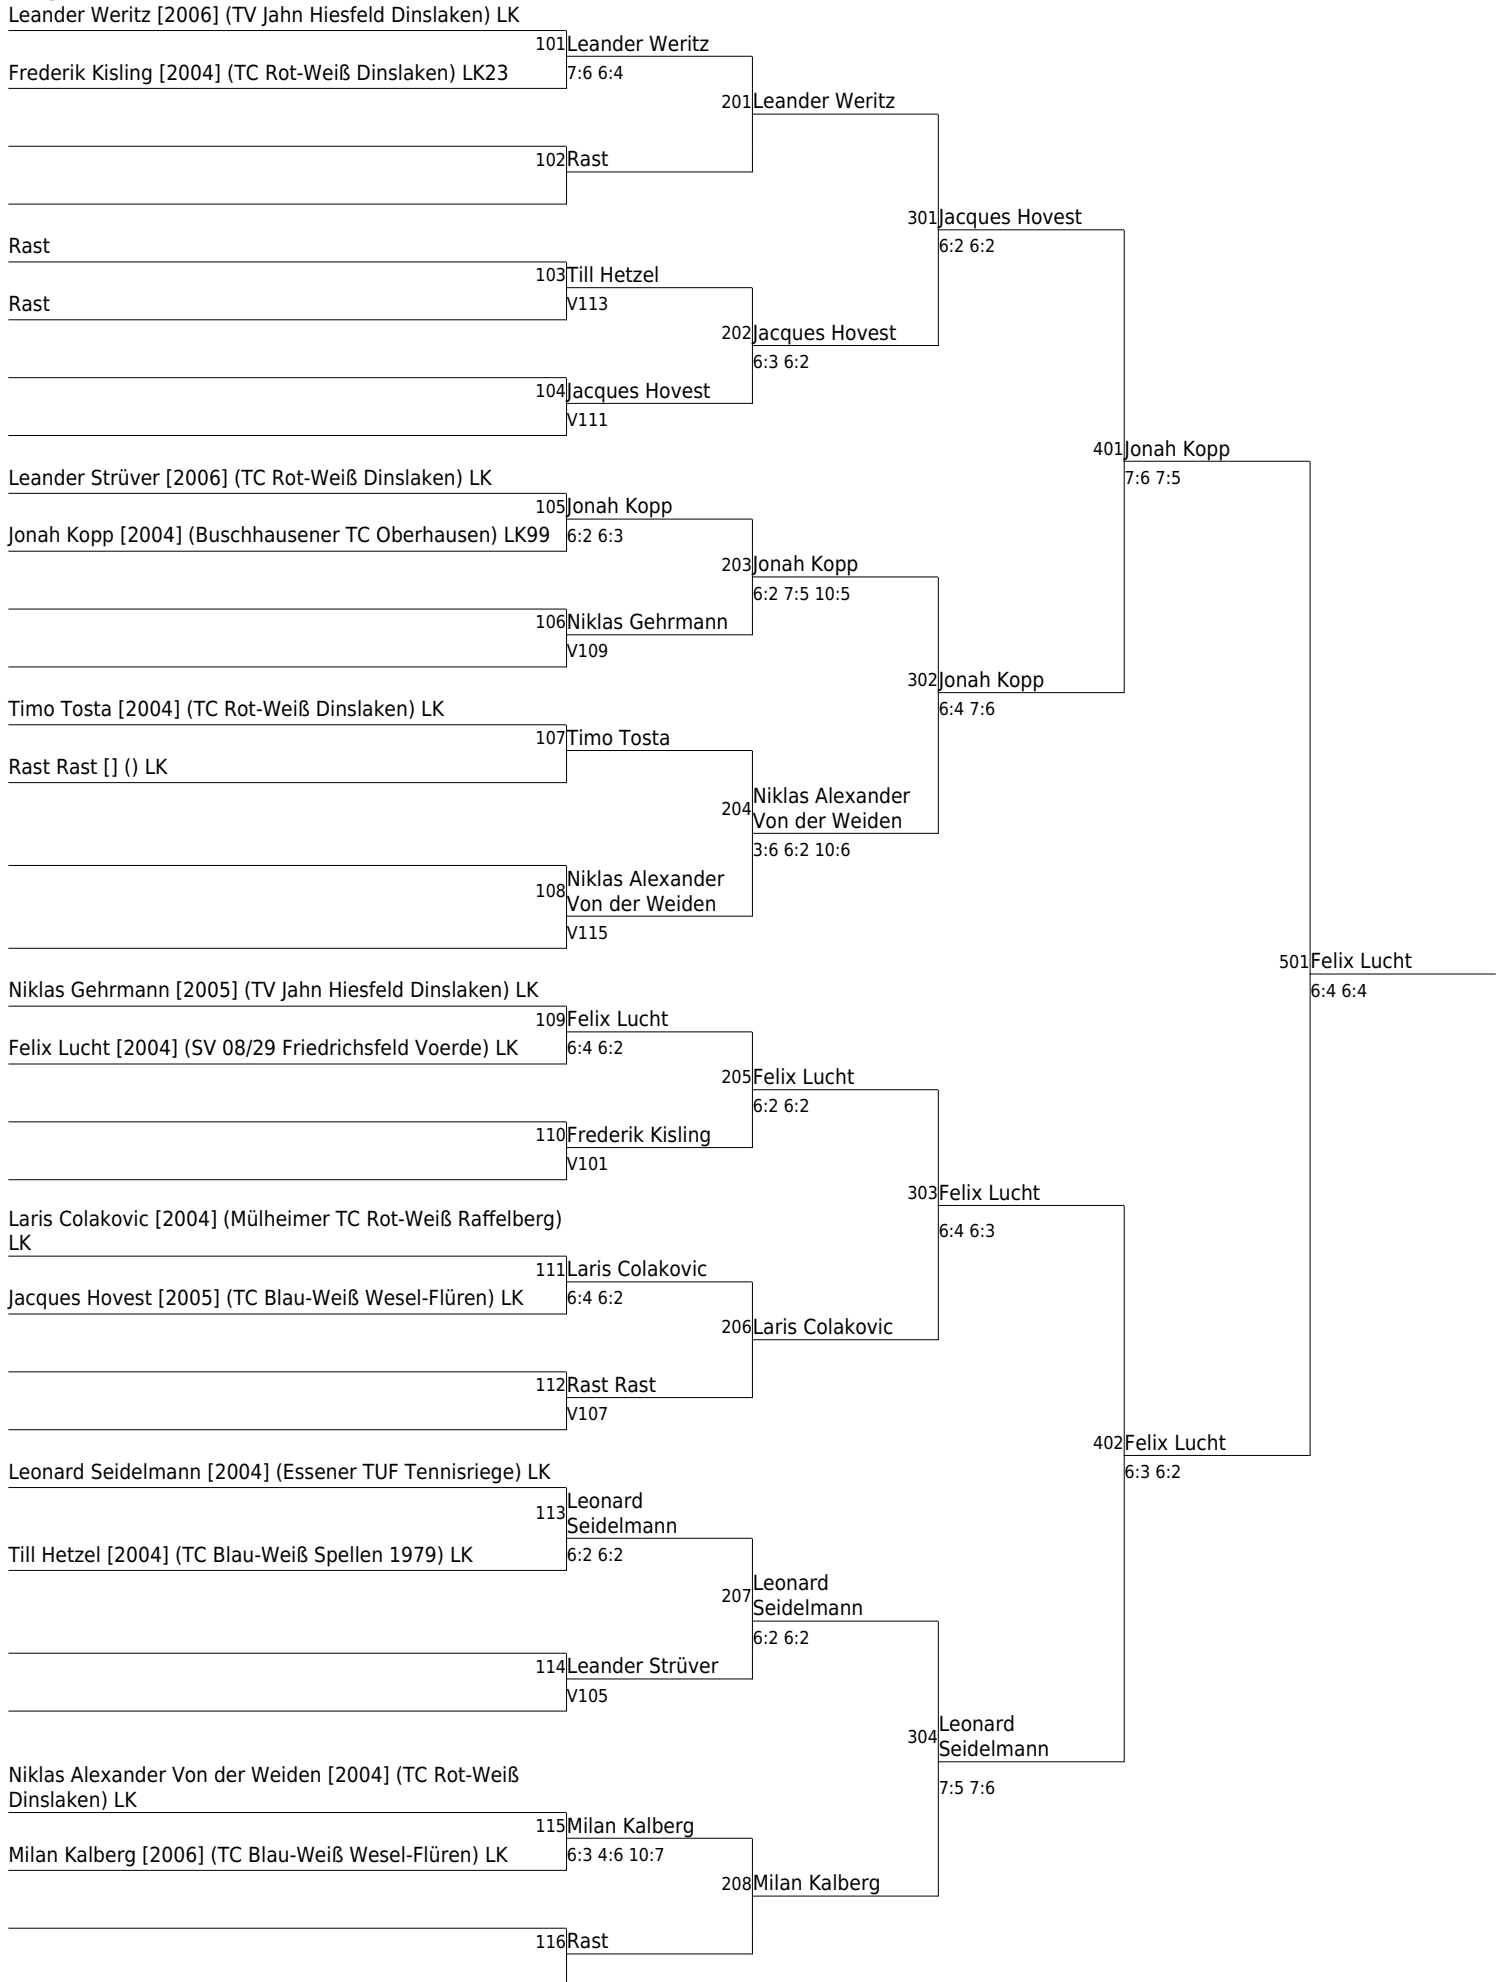 Leander Weritz [2006] (TV Jahn Hiesfeld Dinslaken) LK
101 Leander Weritz
Frederik Kisling [2004] (TC Rot-Weiß Dinslaken) LK23
7:6 6:4
201 Leander Weritz
102 Rast
301 Jacques Hovest
Rast
6:2 6:2
103 Till Hetzel
Rast
V113
202 Jacques Hovest
6:3 6:2
104 Jacques Hovest
V111
401 Jonah Kopp
Leander Strüver [2006] (TC Rot-Weiß Dinslaken) LK
7:6 7:5
105 Jonah Kopp
Jonah Kopp [2004] (Buschhausener TC Oberhausen) LK99
6:2 6:3
203 Jonah Kopp
6:2 7:5 10:5
106 Niklas Gehrmann
V109
302 Jonah Kopp
Timo Tosta [2004] (TC Rot-Weiß Dinslaken) LK
6:4 7:6
107 Timo Tosta
Rast Rast [] () LK
204 Niklas Alexander
Von der Weiden
3:6 6:2 10:6
108 Niklas Alexander
Von der Weiden
V115
501 Felix Lucht
Niklas Gehrmann [2005] (TV Jahn Hiesfeld Dinslaken) LK
6:4 6:4
109 Felix Lucht
Felix Lucht [2004] (SV 08/29 Friedrichsfeld Voerde) LK
6:4 6:2
205 Felix Lucht
6:2 6:2
110 Frederik Kisling
V101
303 Felix Lucht
Laris Colakovic [2004] (Mülheimer TC Rot-Weiß Raffelberg)
LK
6:4 6:3
111 Laris Colakovic
Jacques Hovest [2005] (TC Blau-Weiß Wesel-Flüren) LK
6:4 6:2
206 Laris Colakovic
112 Rast Rast
V107
402 Felix Lucht
Leonard Seidelmann [2004] (Essener TUF Tennisriege) LK
6:3 6:2
113 Leonard
Seidelmann
Till Hetzel [2004] (TC Blau-Weiß Spellen 1979) LK
6:2 6:2
207 Leonard
Seidelmann
6:2 6:2
114 Leander Strüver
V105
304 Leonard
Seidelmann
Niklas Alexander Von der Weiden [2004] (TC Rot-Weiß
Dinslaken) LK
7:5 7:6
115 Milan Kalberg
Milan Kalberg [2006] (TC Blau-Weiß Wesel-Flüren) LK
6:3 4:6 10:7
208 Milan Kalberg
116 Rast